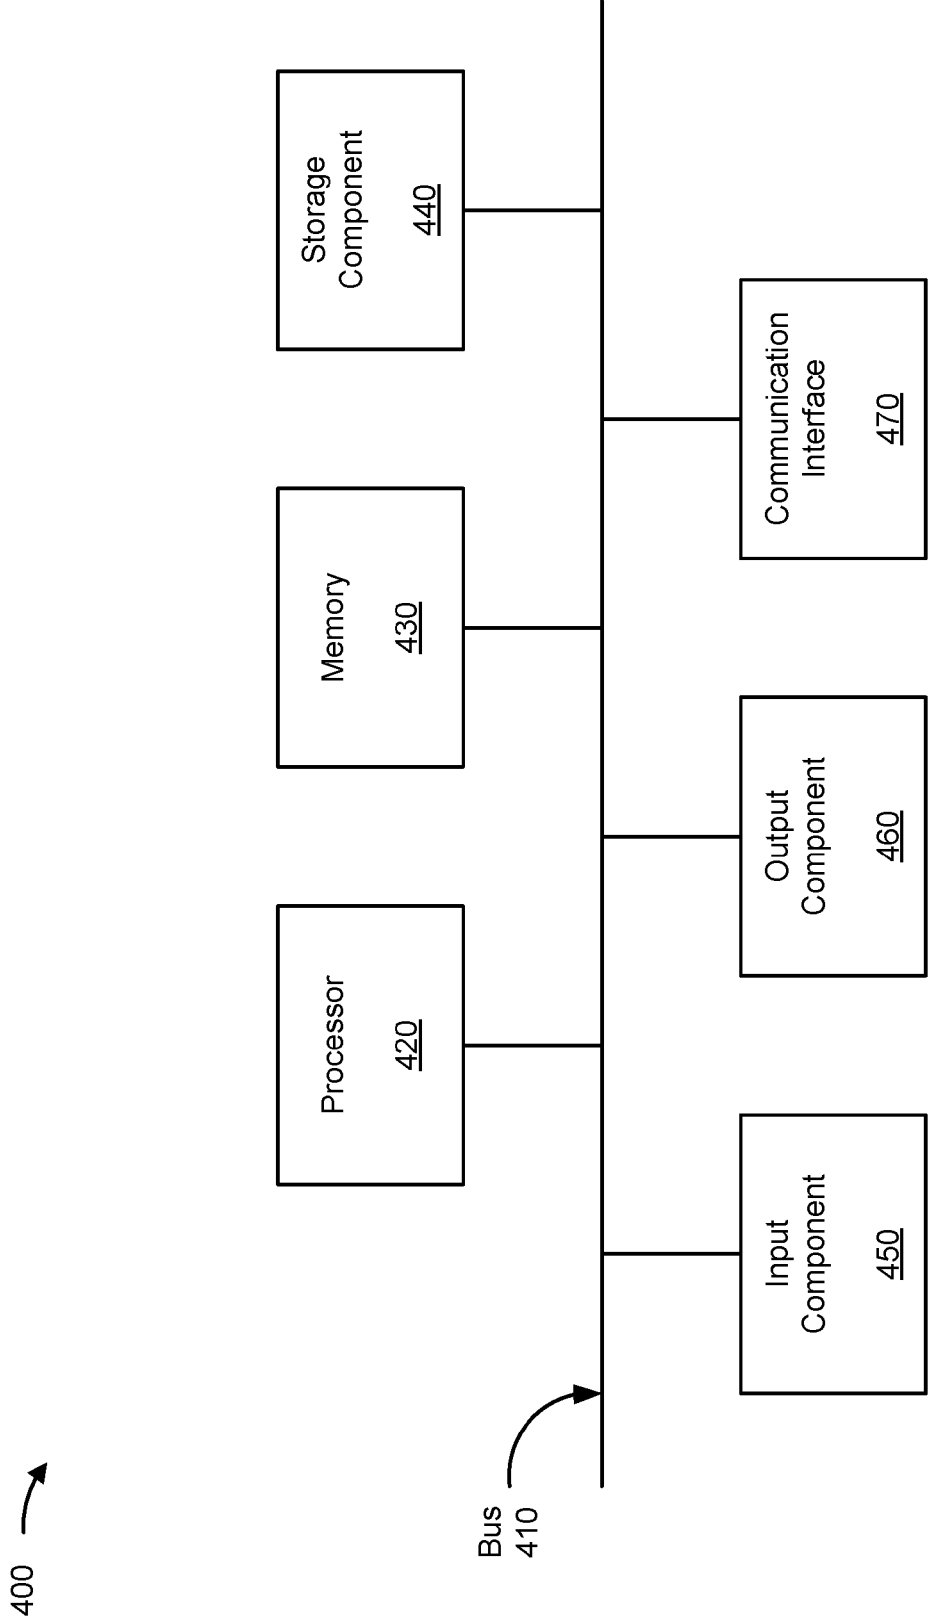 400
Bus
410
Processor
420
Memory
430
Storage
Component
440
Input
Component
450
Output
Component
460
Communication
Interface
470